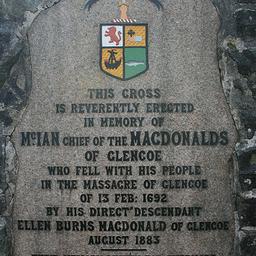 THIS CROSS
IS REVERENTLY ERECTED
IN MEMORY OF
McIAN CHIEF OF THE MACDONALDS
OF GLENCOE
WHO FELL WITH HIS PEOPLE
IN THE MASSACRE OF GLENCOE
OF 13 FEB: 1692
BY HIS DIRECT DESCENDANT
ELLEN BURNS MACDONALD OF GLENCOE
AUGUST 1883